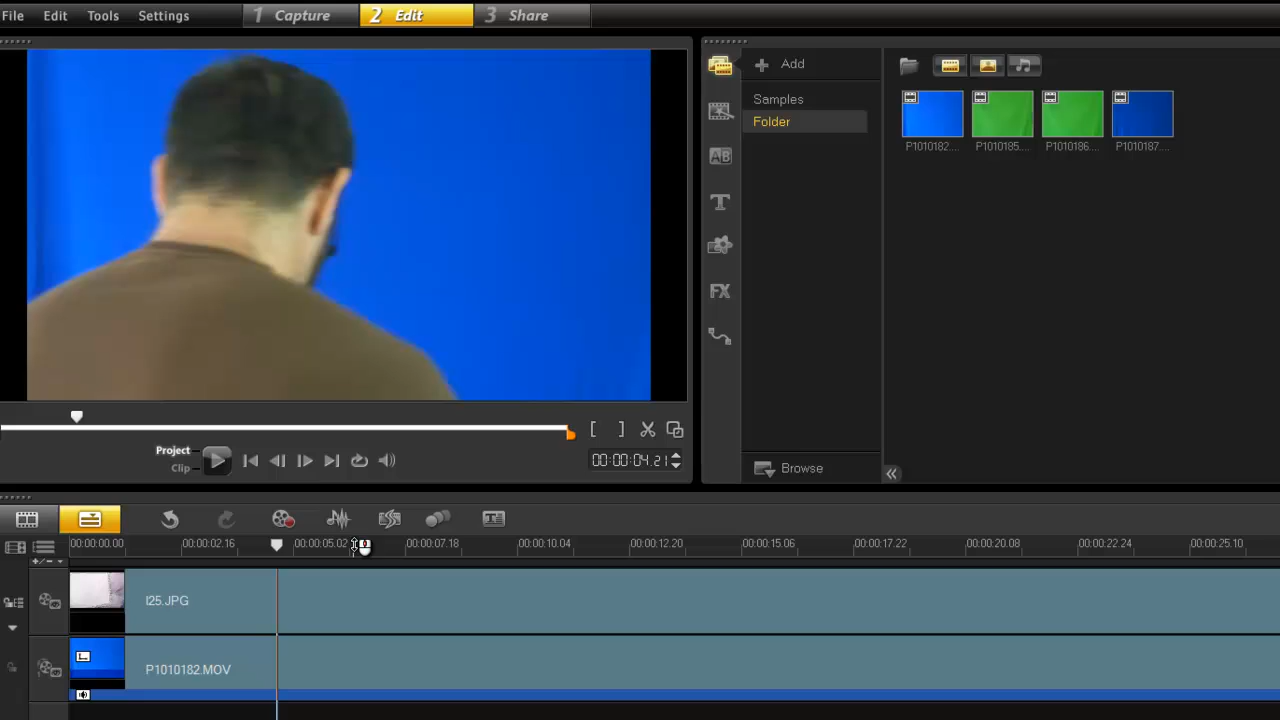 File Edit Tools Settings 1 Capture 2 Edit 3 Share
Add
Samples
Folder
P1010182.... P1010185.... P1010186.... P1010187....
AB
T
FX
Project
Clip
00:00:04.21
Browse
00:00:00.00 00:00:02.16 00:00:05.02 00:00:07.18 00:00:10.04 00:00:12.20 00:00:15.06 00:00:17.22 00:00:20.08 00:00:22.24 00:00:25.10
I25.JPG
P1010182.MOV